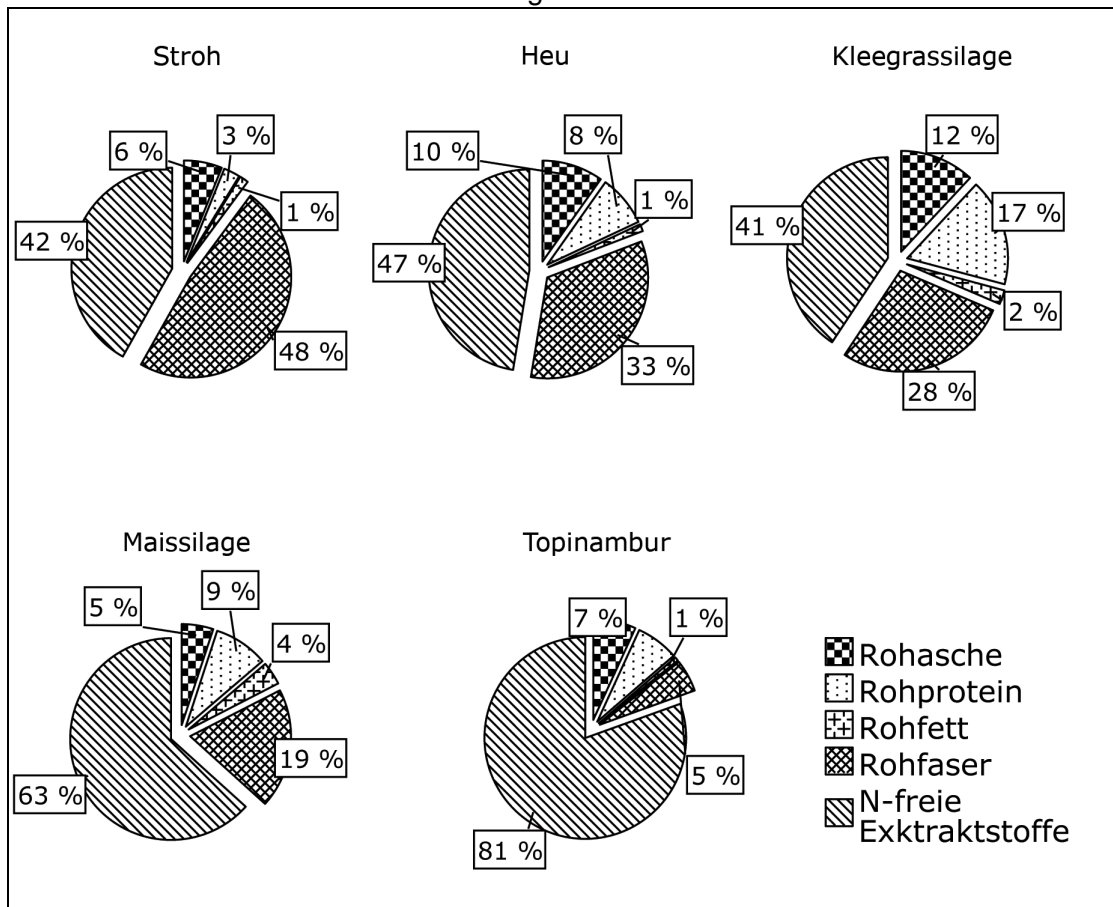 Stroh
6 %
3 %
1 %
42 %
48 %
Heu
10 %
8 %
1 %
47 %
33 %
Kleegrassilage
12 %
17 %
41 %
2 %
28 %
Maissilage
5 %
9 %
4 %
19 %
63 %
Topinambur
7 %
1 %
5 %
81 %
Rohasche
Rohprotein
Rohfett
Rohfaser
N-freie
Exktraktstoffe